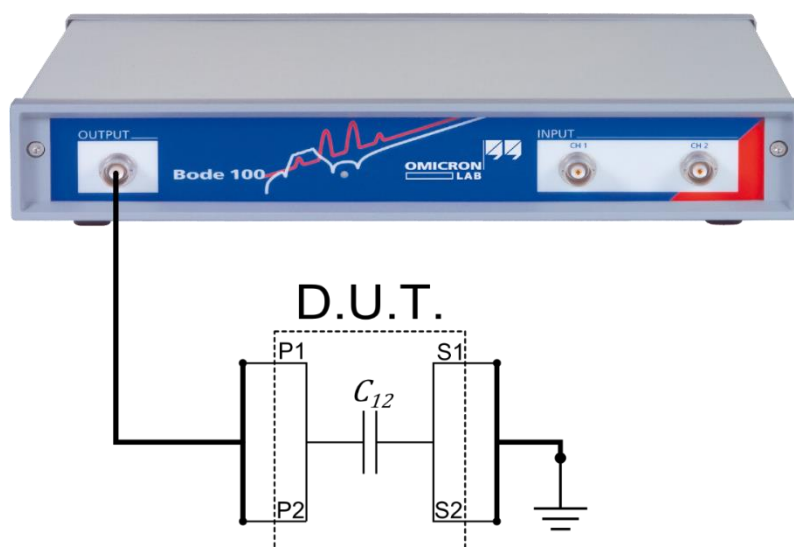 OUTPUT
INPUT
CH 1
CH 2
Bode 100
OMICRON
LAB
D.U.T.
P1
S1
C12
P2
S2